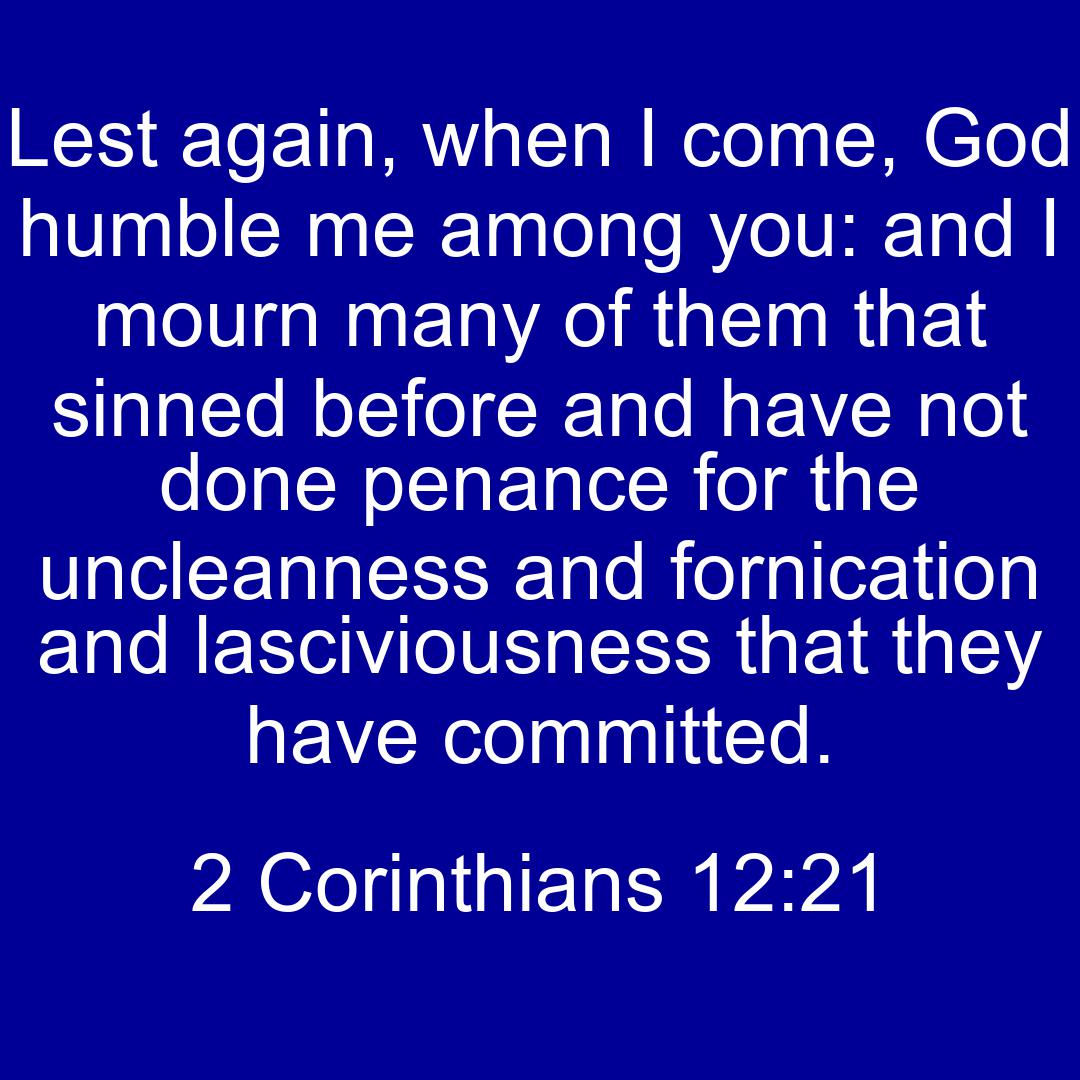 Lest again, when I come, God
humble me among you: and I
mourn many of them that
sinned before and have not
done penance for the
uncleanness and fornication
and lasciviousness that they
have committed.
2 Corinthians 12:21